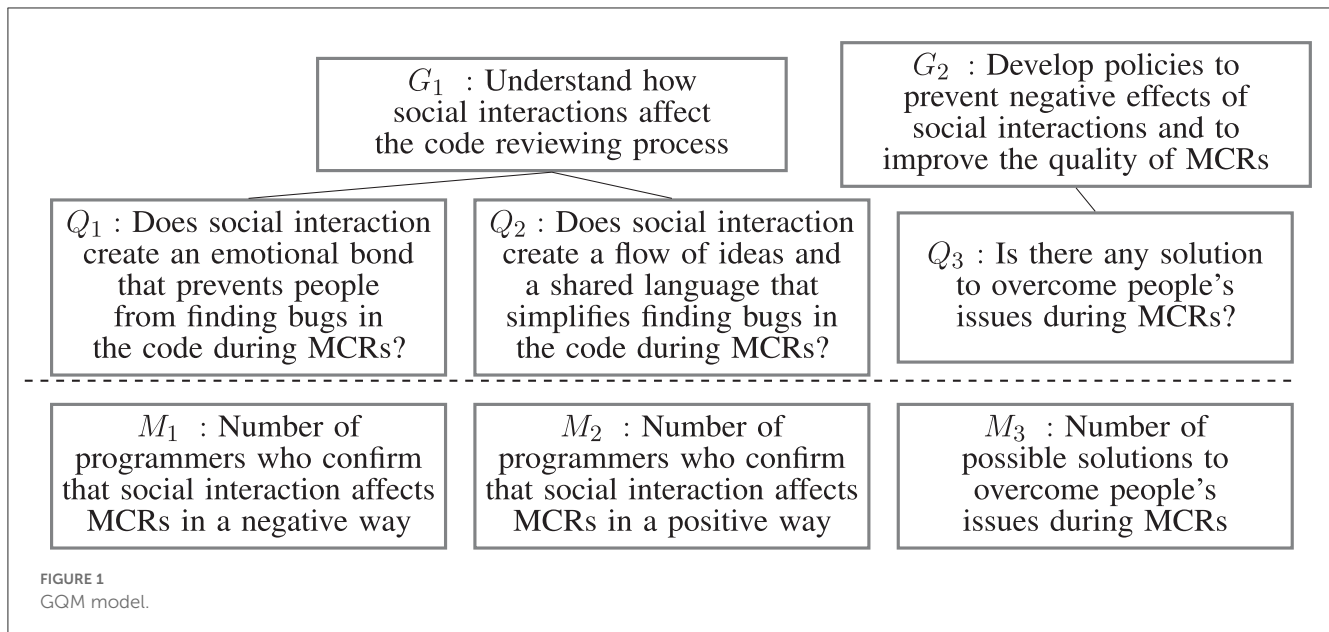 G1 : Understand how
social interactions affect
the code reviewing process
G2 : Develop policies to
prevent negative effects of
social interactions and to
improve the quality of MCRs
Q1 : Does social interaction
create an emotional bond
that prevents people
from finding bugs in
the code during MCRs?
Q2 : Does social interaction
create a flow of ideas and
a shared language that
simplifies finding bugs in
the code during MCRs?
Q3 : Is there any solution
to overcome people's
issues during MCRs?
M1 : Number of
programmers who confirm
that social interaction affects
MCRs in a negative way
M2 : Number of
programmers who confirm
that social interaction affects
MCRs in a positive way
M3 : Number of
possible solutions to
overcome people's
issues during MCRs
FIGURE 1
GQM model.